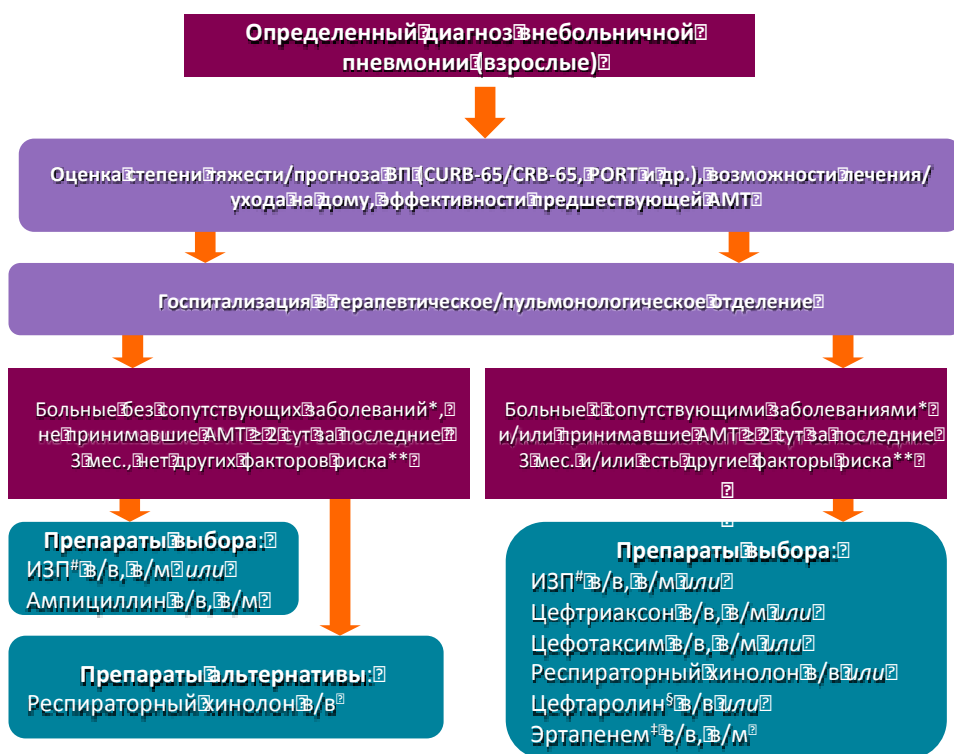 Определенный диагноз внебольничной
пневмонии (взрослые)
Оценка степени тяжести/прогноза ВП (CURB-65/CRB-65, PORT и др.), возможности лечения/
ухода на дому, эффективности предшествующей АМТ
Госпитализация в терапевтическое/пульмонологическое отделение
Больные без сопутствующих заболеваний*,
не принимавшие АМТ ≥ 2 сут за последние
3 мес., нет других факторов риска**
Больные с сопутствующими заболеваниями*
и/или принимавшие АМТ ≥ 2 сут за последние
3 мес. и/или есть другие факторы риска**
Препараты выбора:
ИЗП# в/в, в/м или
Ампициллин в/в, в/м
Препараты альтернативы:
Респираторный хинолон в/в
Препараты выбора:
ИЗП# в/в, в/м или
Цефтриаксон в/в, в/м или
Цефотаксим в/в, в/м или
Респираторный хинолон в/в или
Цефтаролин§ в/в или
Эртапенем‡ в/в, в/м